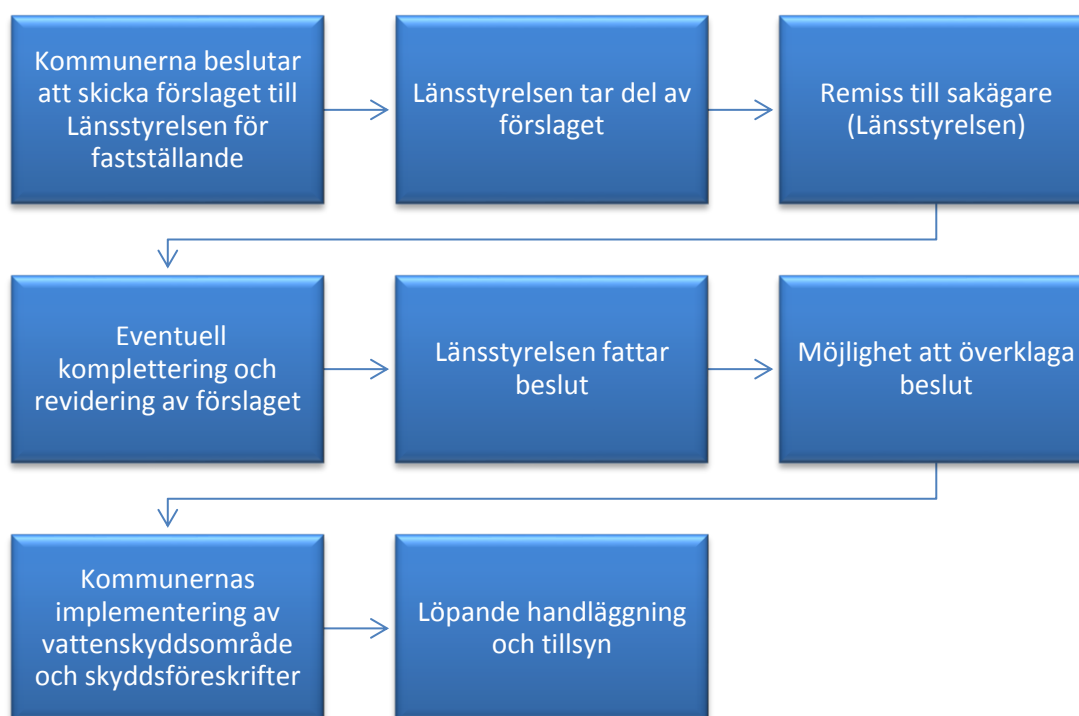 Kommunerna beslutar
att skicka förslaget till
Länsstyrelsen för
fastställande
Länsstyrelsen tar del av
förslaget
Remiss till sakägare
(Länsstyrelsen)
Eventuell
komplettering och
revidering av förslaget
Länsstyrelsen fattar
beslut
Möjlighet att överklaga
beslut
Kommunernas
implementering av
vattenskyddsområde
och skyddsföreskrifter
Löpande handläggning
och tillsyn